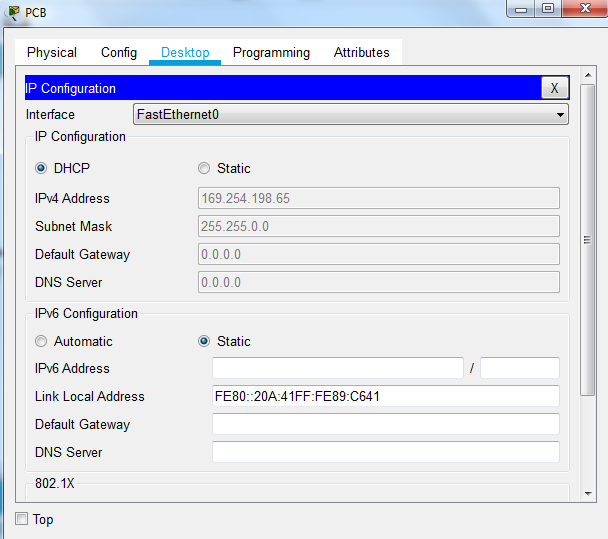 PCB
Physical Config Desktop Programming Attributes
IP Configuration X
Interface FastEthernet0
IP Configuration
DHCP Static
IPv4 Address 169.254.198.65
Subnet Mask 255.255.0.0
Default Gateway 0.0.0.0
DNS Server 0.0.0.0
IPv6 Configuration
Automatic Static
IPv6 Address /
Link Local Address FE80::20A:41FF:FE89:C641
Default Gateway
DNS Server
802.1X
Top